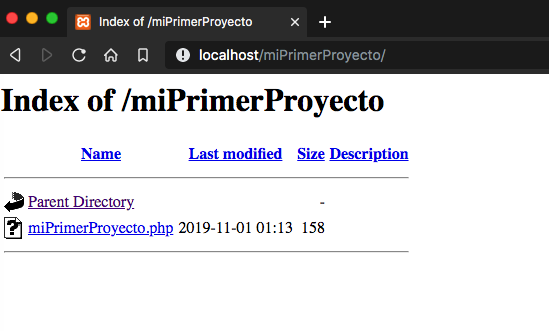 Index of /miPrimerProyecto
localhost/miPrimerProyecto/
Index of /miPrimerProyecto
Name Last modified Size Description
Parent Directory -
miPrimerProyecto.php 2019-11-01 01:13 158